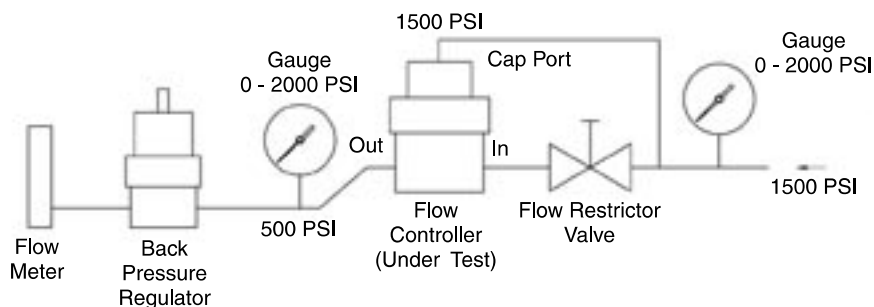 1500 PSI
Gauge
0 - 2000 PSI
Cap Port
Gauge
0 - 2000 PSI
Out
In
1500 PSI
500 PSI
Flow
Meter
Back
Pressure
Regulator
Flow
Controller
(Under Test)
Flow Restrictor
Valve